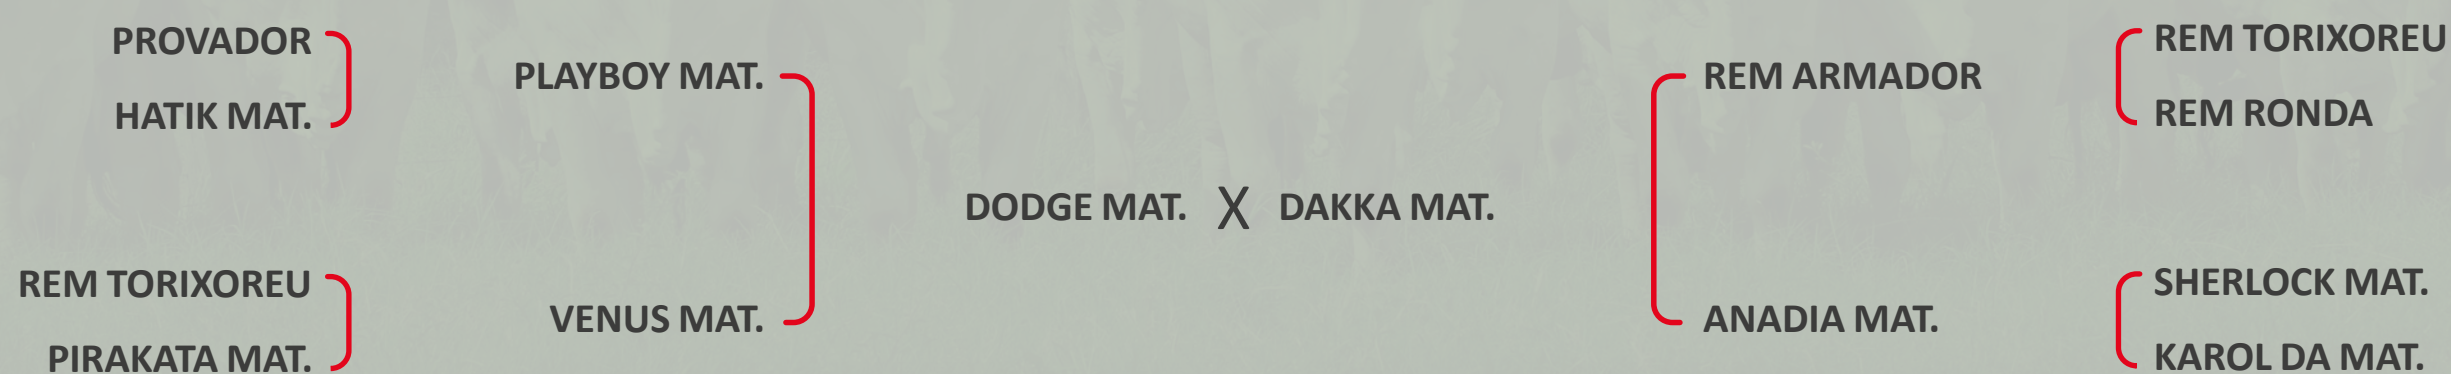 PROVADOR
HATIK MAT.
PLAYBOY MAT.
REM TORIXOREU
PIRAKATA MAT.
VENUS MAT.
DODGE MAT. X DAKKA MAT.
REM ARMADOR
REM TORIXOREU
REM RONDA
ANADIA MAT.
SHERLOCK MAT.
KAROL DA MAT.